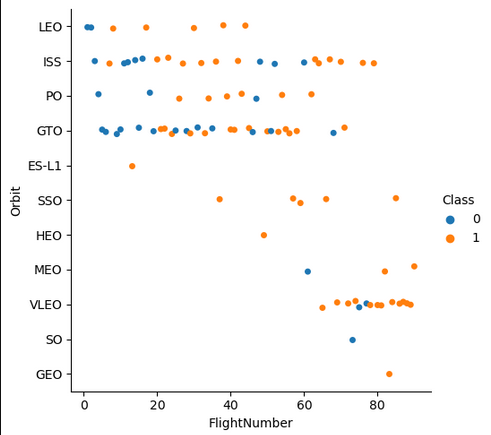 LEO
ISS
PO
GTO
ES-L1
SSO
HEO
MEO
VLEO
SO
GEO
Orbit
0
20
40
60
80
FlightNumber
Class
0
1